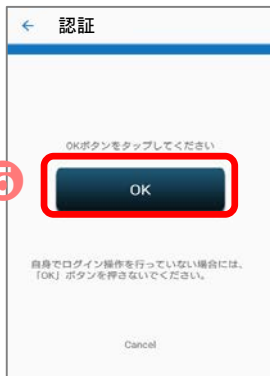 ← 認証
OKボタンをタップしてください
OK
自身でログイン操作を行っていない場合には、
「OK」ボタンを押さないでください。
Cancel